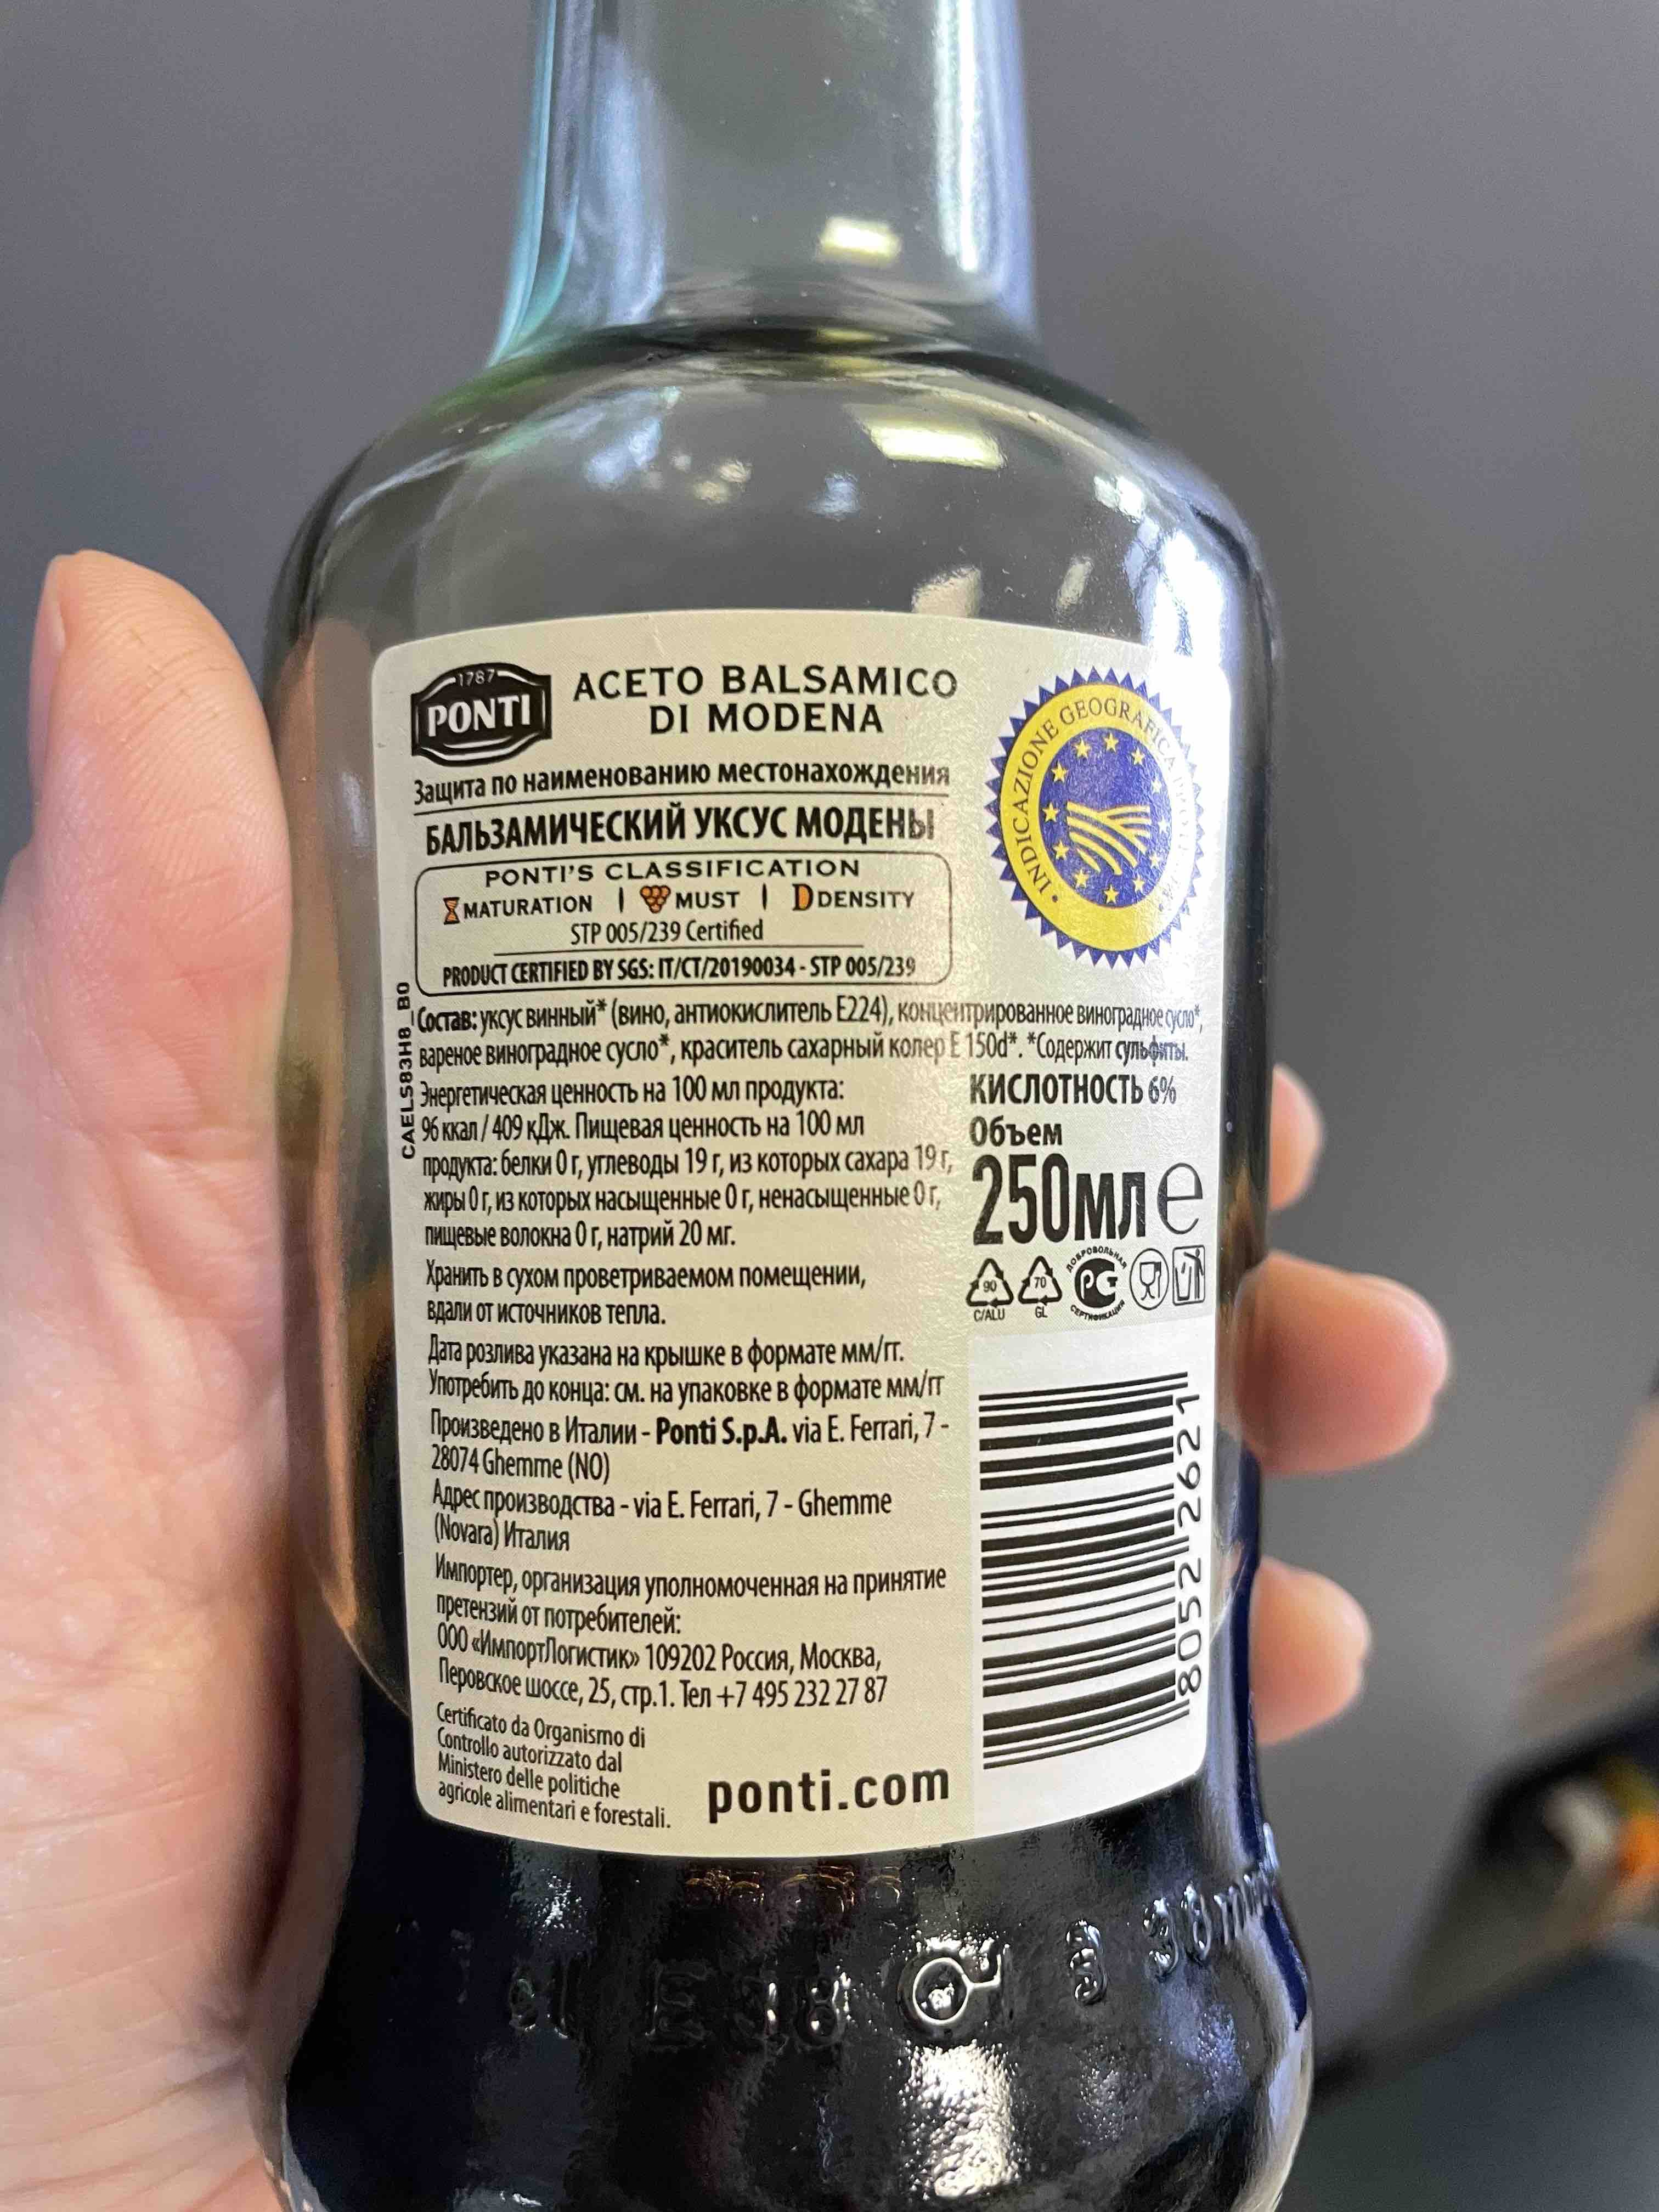 1787
PONTI
ACETO BALSAMICO
DI MODENA
Защита по наименованию местонахождения
БАЛЬЗАМИЧЕСКИЙ УКСУС МОДЕНЫ
PONTI'S CLASSIFICATION
MATURATION | MUST | D DENSITY
STP 005/239 Certified
PRODUCT CERTIFIED BY SGS: IT/CT/20190034 - STP 005/239
INDICAZIONE GEOGRAFICA
CAELS83H8_B0
Состав: уксус винный* (вино, антиокислитель Е224), концентрированное виноградное сусло*,
вареное виноградное сусло*, краситель сахарный колер Е 150d*. *Содержит сульфиты.
Энергетическая ценность на 100 мл продукта:
96 ккал / 409 кДж. Пищевая ценность на 100 мл
продукта: белки 0 г, углеводы 19 г, из которых сахара 19 г,
жиры 0 г, из которых насыщенные 0 г, ненасыщенные 0 г,
пищевые волокна 0 г, натрий 20 мг.
КИСЛОТНОСТЬ 6%
Объем
250мл е
90
C/ALU
70
GL
ДОБРОВОЛЬНАЯ
РСТ
СЕРТИФИКАЦИЯ
Хранить в сухом проветриваемом помещении,
вдали от источников тепла.
Дата розлива указана на крышке в формате мм/гг.
Употребить до конца: см. на упаковке в формате мм/гг
Произведено в Италии - Ponti S.p.A. via E. Ferrari, 7 -
28074 Ghemme (NO)
Адрес производства - via E. Ferrari, 7 - Ghemme
(Novara) Италия
Импортер, организация уполномоченная на принятие
претензий от потребителей:
ООО «ИмпортЛогистик» 109202 Россия, Москва,
Перовское шоссе, 25, стр.1. Тел +7 495 232 27 87
Certificato da Organismo di
Controllo autorizzato dal
Ministero delle politiche
agricole alimentari e forestali.
ponti.com
80522621